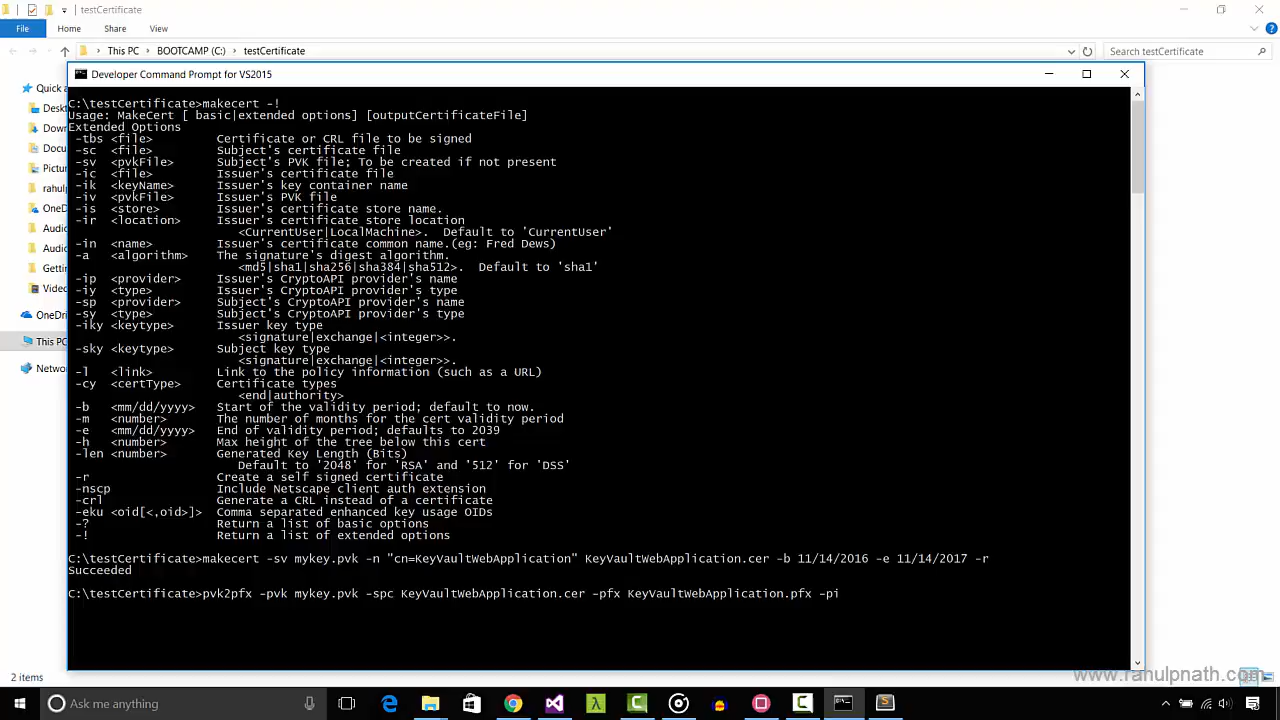 testCertificate
File Home Share View
This PC BOOTCAMP (C:) testCertificate Search testCertificate
Developer Command Prompt for VS2015
C:\testCertificate>makecert -!
Usage: MakeCert [ basic|extended options] [outputCertificateFile]
Extended Options
-tbs <file> Certificate or CRL file to be signed
-sc <file> Subject's certificate file
-sv <pvkFile> Subject's PVK file; To be created if not present
-ic <file> Issuer's certificate file
-ik <keyName> Issuer's key container name
-iv <pvkFile> Issuer's PVK file
-is <store> Issuer's certificate store name.
-ir <location> Issuer's certificate store location
<CurrentUser|LocalMachine>. Default to 'CurrentUser'
-in <name> Issuer's certificate common name.(eg: Fred Dews)
-a <algorithm> The signature's digest algorithm.
<md5|sha1|sha256|sha384|sha512>. Default to 'sha1'
-ip <provider> Issuer's CryptoAPI provider's name
-iy <type> Issuer's CryptoAPI provider's type
-sp <provider> Subject's CryptoAPI provider's name
-sy <type> Subject's CryptoAPI provider's type
-iky <keytype> Issuer key type
<signature|exchange|<integer>>.
-sky <keytype> Subject key type
<signature|exchange|<integer>>.
-l <link> Link to the policy information (such as a URL)
-cy <certType> Certificate types
<end|authority>
-b <mm/dd/yyyy> Start of the validity period; default to now.
-m <number> The number of months for the cert validity period
-e <mm/dd/yyyy> End of validity period; defaults to 2039
-h <number> Max height of the tree below this cert
-len <number> Generated Key Length (Bits)
Default to '2048' for 'RSA' and '512' for 'DSS'
-r Create a self signed certificate
-nscp Include Netscape client auth extension
-crl Generate a CRL instead of a certificate
-eku <oid[<,oid>]> Comma separated enhanced key usage OIDs
-? Return a list of basic options
-! Return a list of extended options
C:\testCertificate>makecert -sv mykey.pvk -n "cn=KeyVaultWebApplication" KeyVaultWebApplication.cer -b 11/14/2016 -e 11/14/2017 -r
Succeeded
C:\testCertificate>pvk2pfx -pvk mykey.pvk -spc KeyVaultWebApplication.cer -pfx KeyVaultWebApplication.pfx -pi
Quick a
Deskt
Down
Docu
Pictur
rahulp
OneD
Audio
Audio
Getti
Video
OneDri
This PC
Netwo
2 items
www.rahulpnath.com
Ask me anything